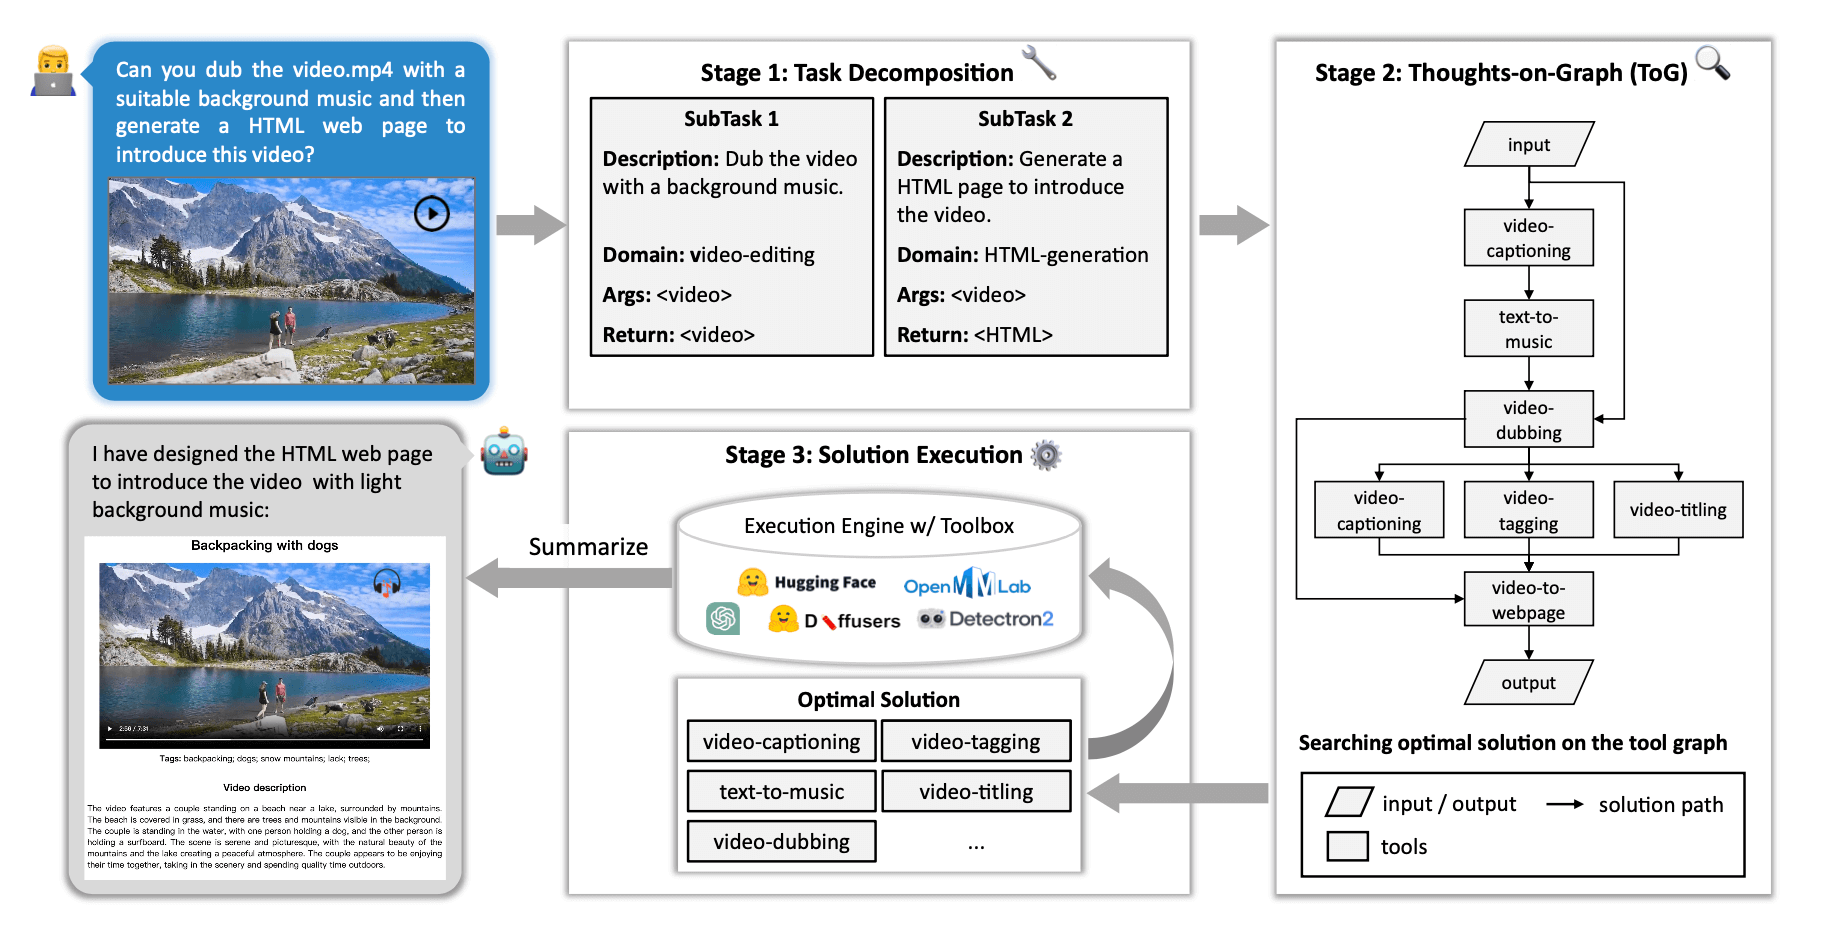 Can you dub the video.mp4 with a
suitable background music and then
generate a HTML web page to
introduce this video?
Stage 1: Task Decomposition
SubTask 1
Description: Dub the video
with a background music.
Domain: video-editing
Args: <video>
Return: <video>
SubTask 2
Description: Generate a
HTML page to introduce
the video.
Domain: HTML-generation
Args: <video>
Return: <HTML>
Stage 2: Thoughts-on-Graph (ToG)
input
video-
captioning
text-to-
music
video-
dubbing
video-
captioning
video-
tagging
video-titling
video-to-
webpage
output
Searching optimal solution on the tool graph
input / output
solution path
tools
Stage 3: Solution Execution
Execution Engine w/ Toolbox
Hugging Face
OpenMMLab
D ffusers
Detectron2
Optimal Solution
video-captioning
video-tagging
text-to-music
video-titling
video-dubbing
...
Summarize
I have designed the HTML web page
to introduce the video with light
background music:
Backpacking with dogs
2:50 / 7:31
Tags: backpacking; dogs; snow mountains; lack; trees;
Video description
The video features a couple standing on a beach near a lake, surrounded by mountains.
The beach is covered in grass, and there are trees and mountains visible in the background.
The couple is standing in the water, with one person holding a dog, and the other person is
holding a surfboard. The scene is serene and picturesque, with the natural beauty of the
mountains and the lake creating a peaceful atmosphere. The couple appears to be enjoying
their time together, taking in the scenery and spending quality time outdoors.